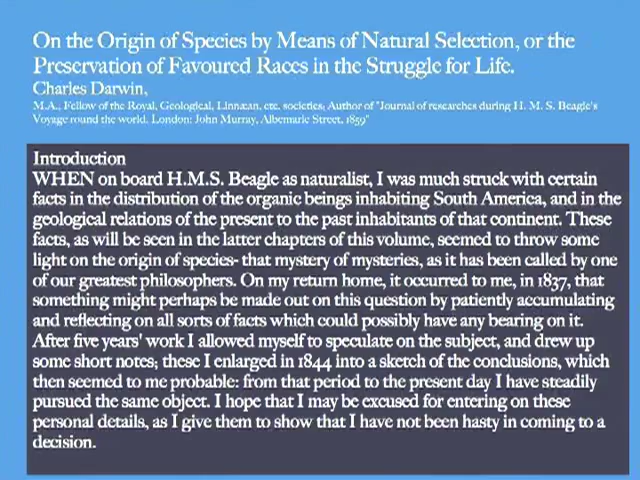 On the Origin of Species by Means of Natural Selection, or the
Preservation of Favoured Races in the Struggle for Life.
Charles Darwin,
M.A., Fellow of the Royal, Geological, Linnæan, etc. societies; Author of "Journal of researches during H. M. S. Beagle's
Voyage round the world. London: John Murray, Albemarle Street, 1859"
Introduction
WHEN on board H.M.S. Beagle as naturalist, I was much struck with certain
facts in the distribution of the organic beings inhabiting South America, and in the
geological relations of the present to the past inhabitants of that continent. These
facts, as will be seen in the latter chapters of this volume, seemed to throw some
light on the origin of species- that mystery of mysteries, as it has been called by one
of our greatest philosophers. On my return home, it occurred to me, in 1837, that
something might perhaps be made out on this question by patiently accumulating
and reflecting on all sorts of facts which could possibly have any bearing on it.
After five years' work I allowed myself to speculate on the subject, and drew up
some short notes; these I enlarged in 1844 into a sketch of the conclusions, which
then seemed to me probable: from that period to the present day I have steadily
pursued the same object. I hope that I may be excused for entering on these
personal details, as I give them to show that I have not been hasty in coming to a
decision.